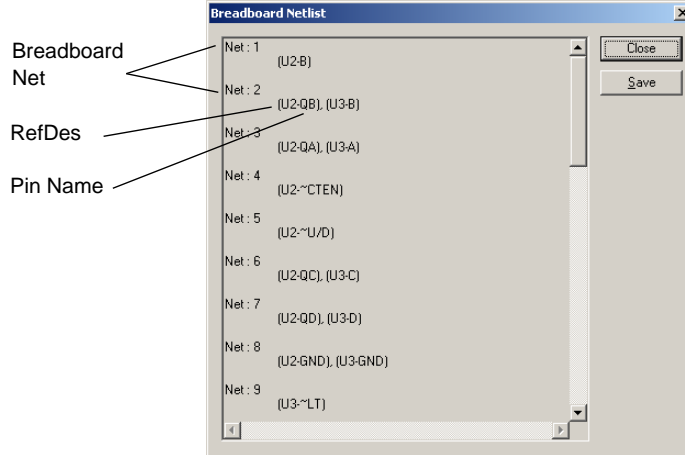 Breadboard Netlist
Breadboard
Net
RefDes
Pin Name
Net : 1
(U2-B)
Net : 2
(U2-QB), (U3-B)
Net : 3
(U2-QA), (U3-A)
Net : 4
(U2-~CTEN)
Net : 5
(U2-~U/D)
Net : 6
(U2-QC), (U3-C)
Net : 7
(U2-QD), (U3-D)
Net : 8
(U2-GND), (U3-GND)
Net : 9
(U3-~LT)
Close
Save